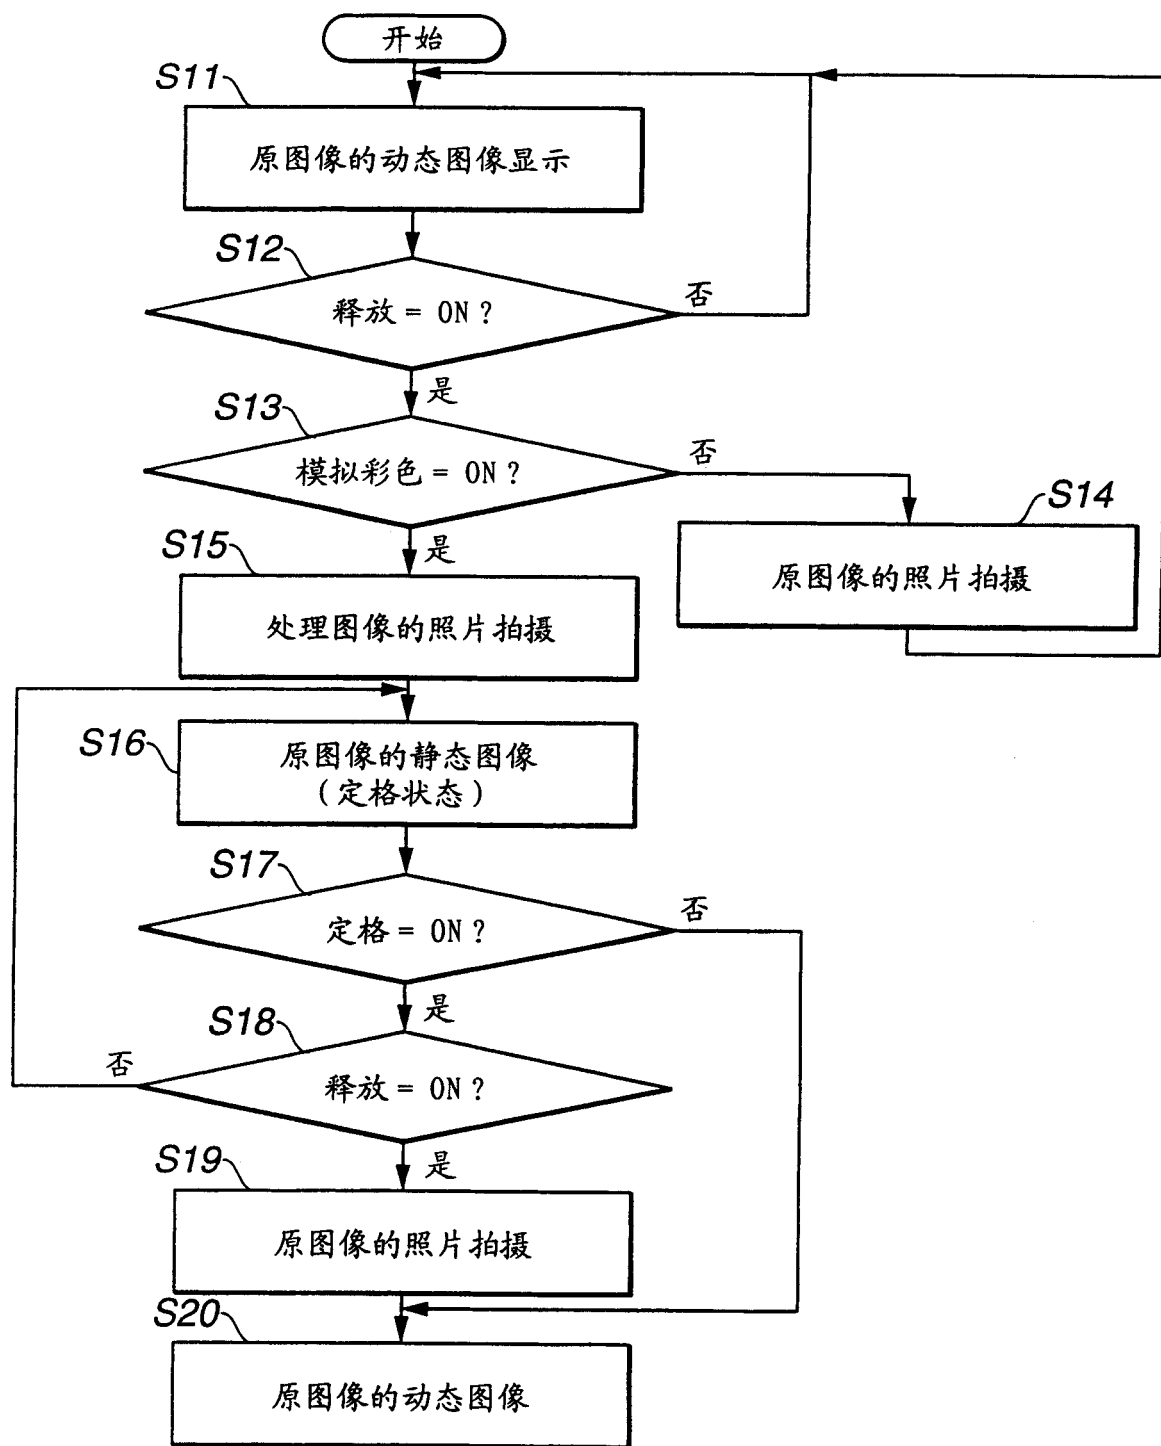 开始
S11
原图像的动态图像显示
S12
释放 = ON ?
否
是
S13
模拟彩色 = ON ?
否
S14
原图像的照片拍摄
是
S15
处理图像的照片拍摄
S16
原图像的静态图像
(定格状态)
S17
定格 = ON ?
否
是
S18
释放 = ON ?
否
是
S19
原图像的照片拍摄
S20
原图像的动态图像